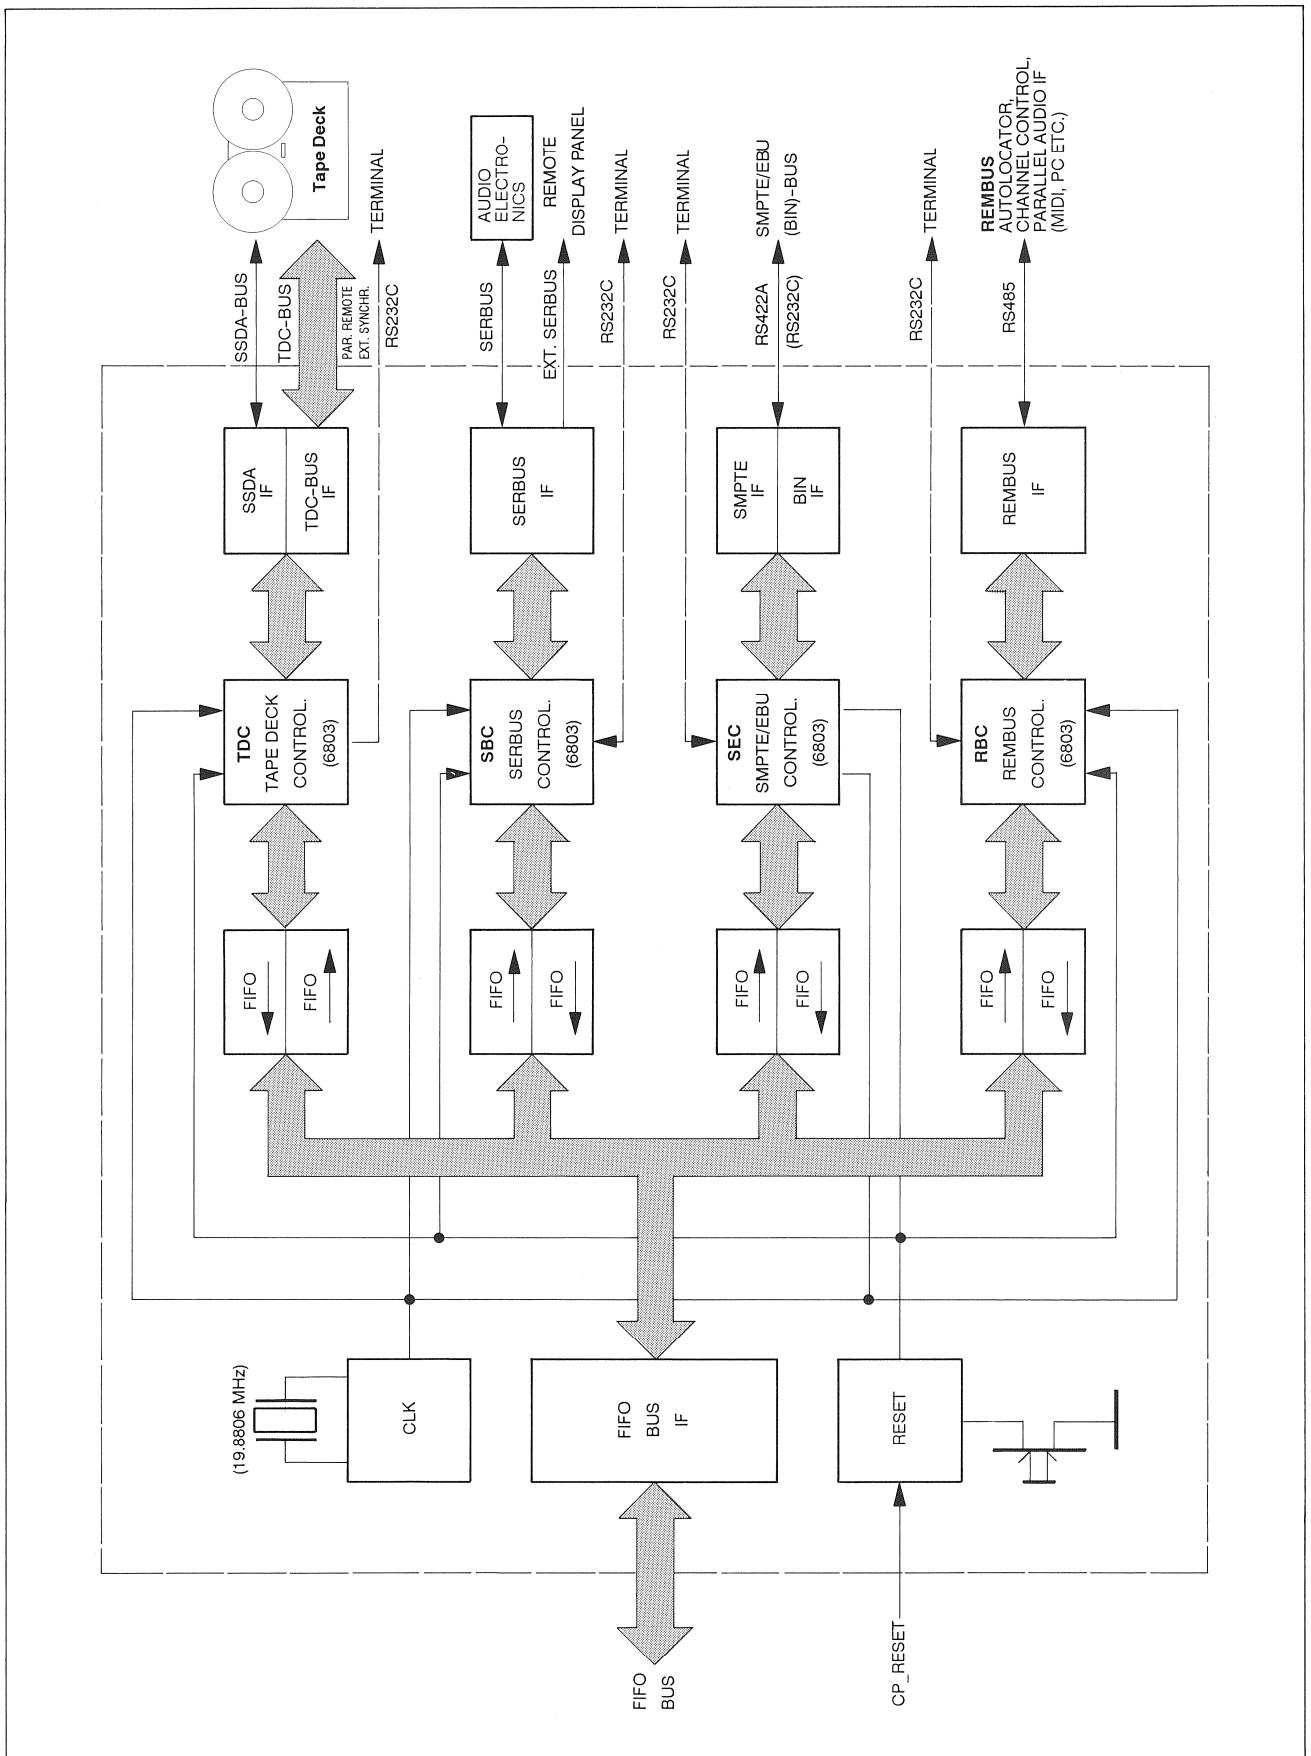 Tape Deck
SSDA-BUS
TDC-BUS
PAR. REMOTE
EXT. SYNCHR.
RS232C
TERMINAL
AUDIO
ELECTRO-
NICS
SERBUS
REMOTE
DISPLAY PANEL
EXT. SERBUS
RS232C
TERMINAL
RS232C
TERMINAL
RS422A
(RS232C)
SMPTE/EBU
(BIN)-BUS
RS232C
TERMINAL
REMBUS
AUTOLOCATOR,
CHANNEL CONTROL,
PARALLEL AUDIO IF
(MIDI, PC ETC.)
RS485
SSDA
IF
TDC-BUS
IF
SERBUS
IF
SMPTE
IF
BIN
IF
REMBUS
IF
TDC
TAPE DECK
CONTROL.
(6803)
SBC
SERBUS
CONTROL.
(6803)
SEC
SMPTE/EBU
CONTROL.
(6803)
RBC
REMBUS
CONTROL.
(6803)
FIFO
FIFO
FIFO
FIFO
FIFO
FIFO
FIFO
FIFO
(19.8806 MHz)
CLK
FIFO
BUS
IF
RESET
FIFO
BUS
CP_RESET